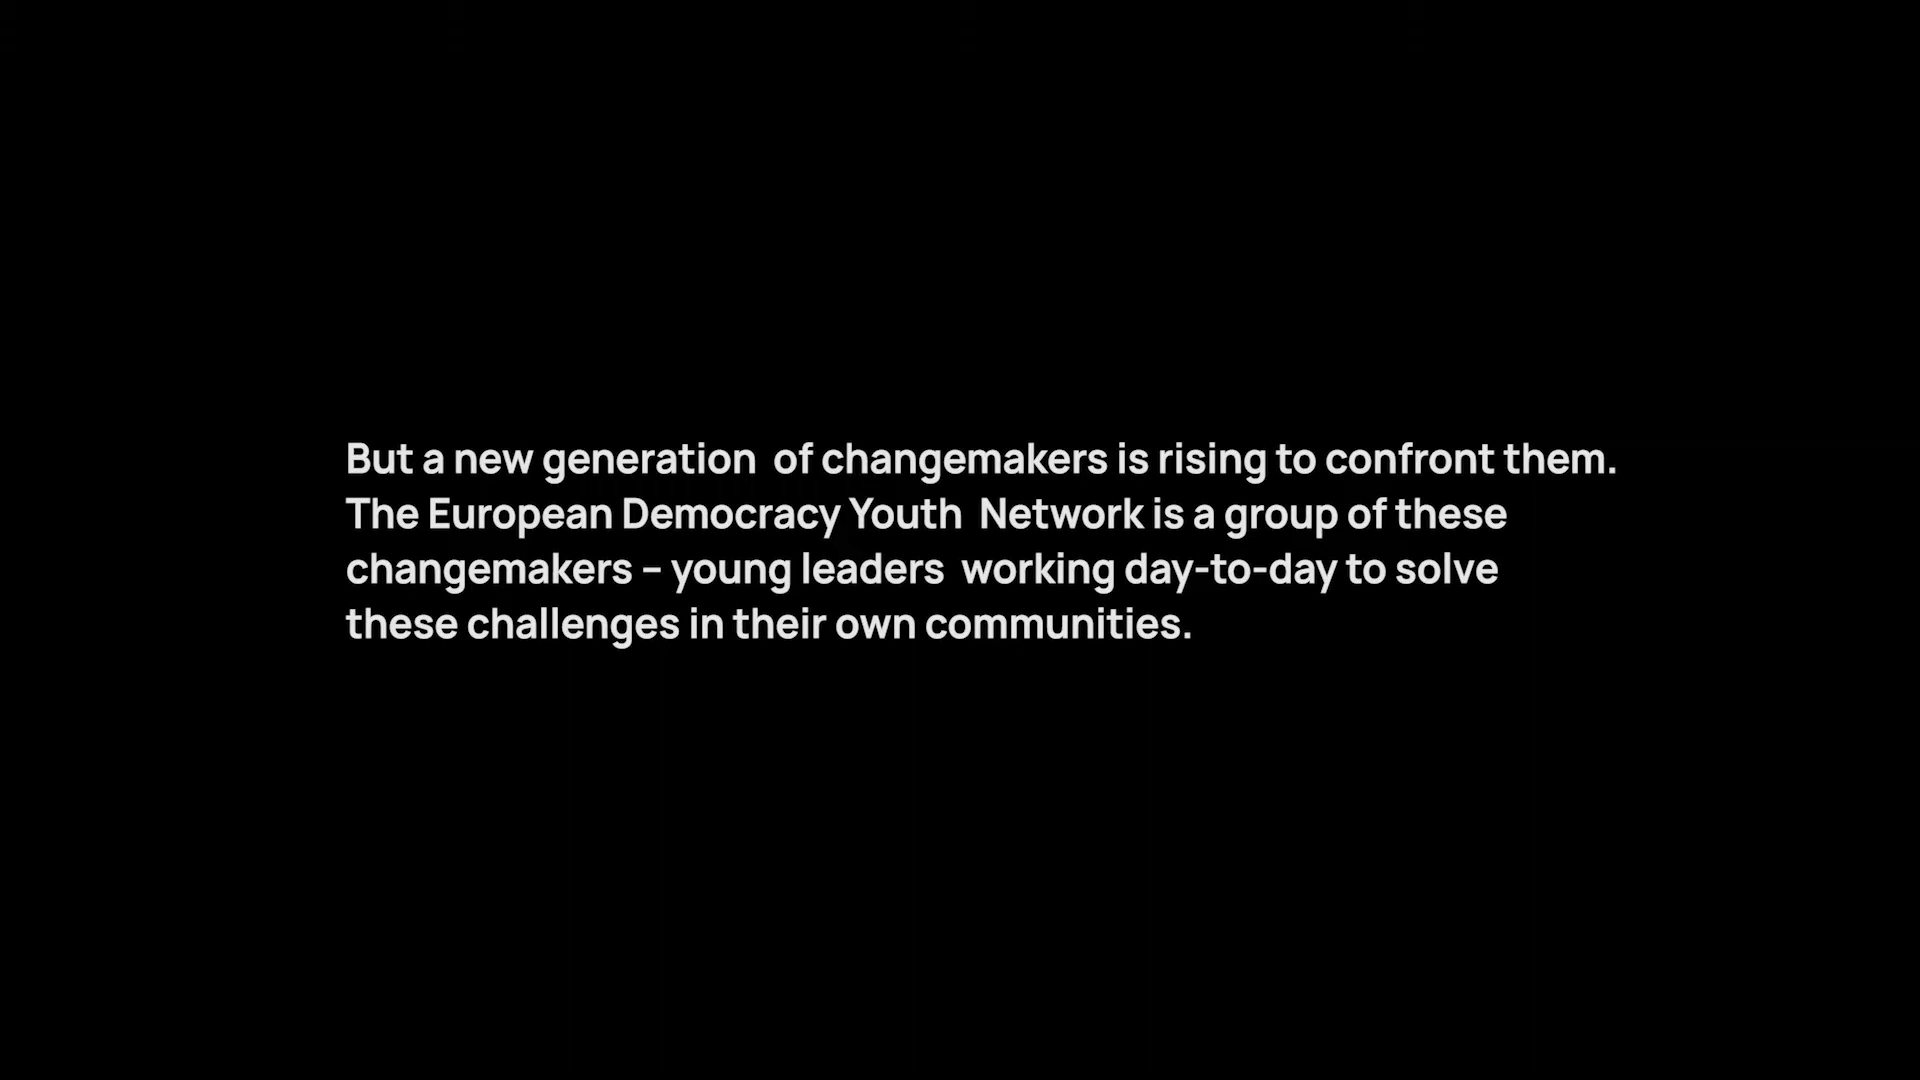 But a new generation  of changemakers is rising to confront them.
The European Democracy Youth  Network is a group of these
changemakers – young leaders  working day-to-day to solve
these challenges in their own communities.